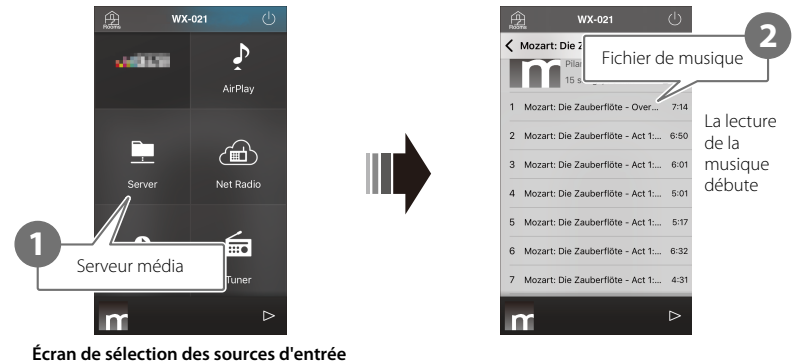 Rooms
WX-021
AirPlay
Server
Net Radio
1
Serveur média
Tuner
m
Écran de sélection des sources d'entrée
Rooms
WX-021
2
Mozart: Die
Fichier de musique
m
15
1 Mozart: Die Zauberflöte - Over... 7:14
2 Mozart: Die Zauberflöte - Act 1:... 6:50
3 Mozart: Die Zauberflöte - Act 1:... 6:01
4 Mozart: Die Zauberflöte - Act 1:... 5:01
5 Mozart: Die Zauberflöte - Act 1:... 5:17
6 Mozart: Die Zauberflöte - Act 1:... 6:32
7 Mozart: Die Zauberflöte - Act 1:... 4:31
m
La lecture
de la
musique
débute